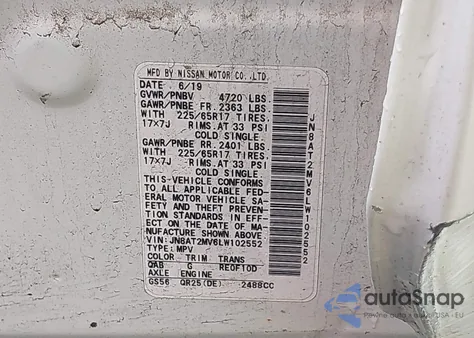 MFD BY NISSAN MOTOR CO.,LTD.
DATE 6/19
GVWR/PNBV 4720 LBS.
GAWR/PNBE FR. 2363 LBS.
WITH 225/65R17 TIRES.
17×7J RIMS.AT 33 PSI
COLD SINGLE.
GAWR/PNBE RR. 2401 LBS.
WITH 225/65R17 TIRES.
17×7J RIMS.AT 33 PSI
COLD SINGLE.
THIS-VEHICLE CONFORMS
TO ALL APPLICABLE FED-
ERAL MOTOR VEHICLE SA-
FETY AND THEFT PREVEN-
TION STANDARDS IN EFF-
ECT ON THE DATE OF MA-
NUFACTURE SHOWN ABOVE.
VIN:JN8AT2MV6LW102552
TYPE:MPV
COLOR TRIM TRANS
QAB G RE0F10D
AXLE ENGINE
GS56 QR25(DE) 2488CC
JN8AT2MV6LW102552
autoSnap